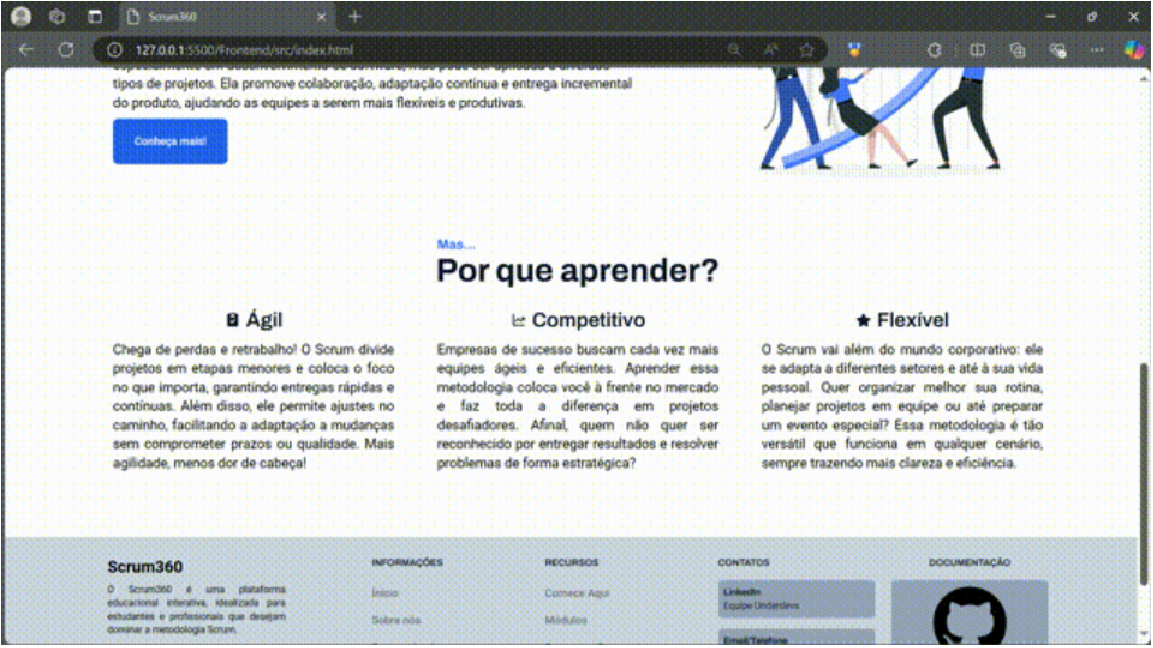 Scrum360
127.0.0.1:5500/Frontend/src/index.html
tipos de projetos. Ela promove colaboração, adaptação contínua e entrega incremental
do produto, ajudando as equipes a serem mais flexíveis e produtivas.
Conheça mais!
Mas...
Por que aprender?
Ágil
Chega de perdas e retrabalho! O Scrum divide
projetos em etapas menores e coloca o foco
no que importa, garantindo entregas rápidas e
contínuas. Além disso, ele permite ajustes no
caminho, facilitando a adaptação a mudanças
sem comprometer prazos ou qualidade. Mais
agilidade, menos dor de cabeça!
Competitivo
Empresas de sucesso buscam cada vez mais
equipes ágeis e eficientes. Aprender essa
metodologia coloca você à frente no mercado
e faz toda a diferença em projetos
desafiadores. Afinal, quem não quer ser
reconhecido por entregar resultados e resolver
problemas de forma estratégica?
Flexível
O Scrum vai além do mundo corporativo: ele
se adapta a diferentes setores e até à sua vida
pessoal. Quer organizar melhor sua rotina,
planejar projetos em equipe ou até preparar
um evento especial? Essa metodologia é tão
versátil que funciona em qualquer cenário,
sempre trazendo mais clareza e eficiência.
Scrum360
O Scrum360 é uma plataforma
educacional interativa, idealizada para
estudantes e profissionais que desejam
dominar a metodologia Scrum.
INFORMAÇÕES
Início
Sobre nós
RECURSOS
Comece Aqui
Módulos
CONTATOS
LinkedIn
Equipe Underdevs
Email/Telefone
DOCUMENTAÇÃO